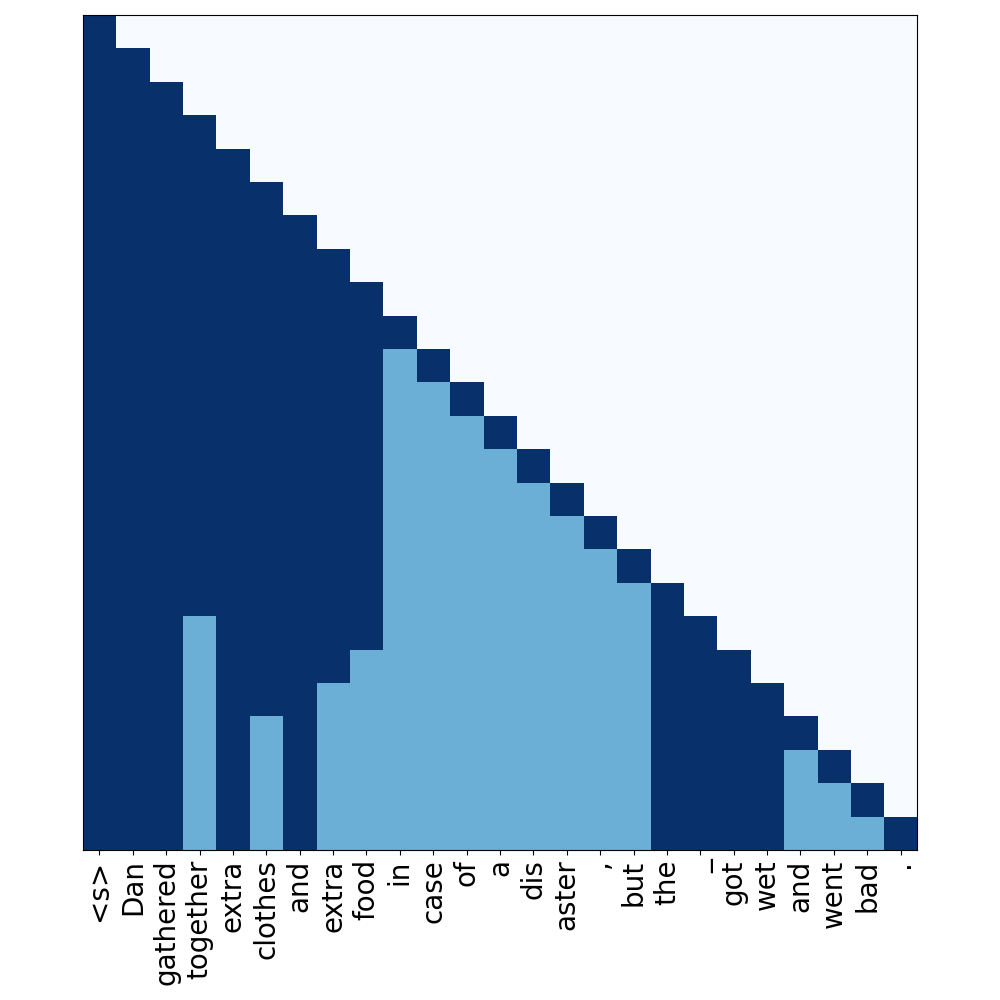 <s> Dan gathered together extra clothes and extra food in case of a dis aster , but the _ got wet and went bad .